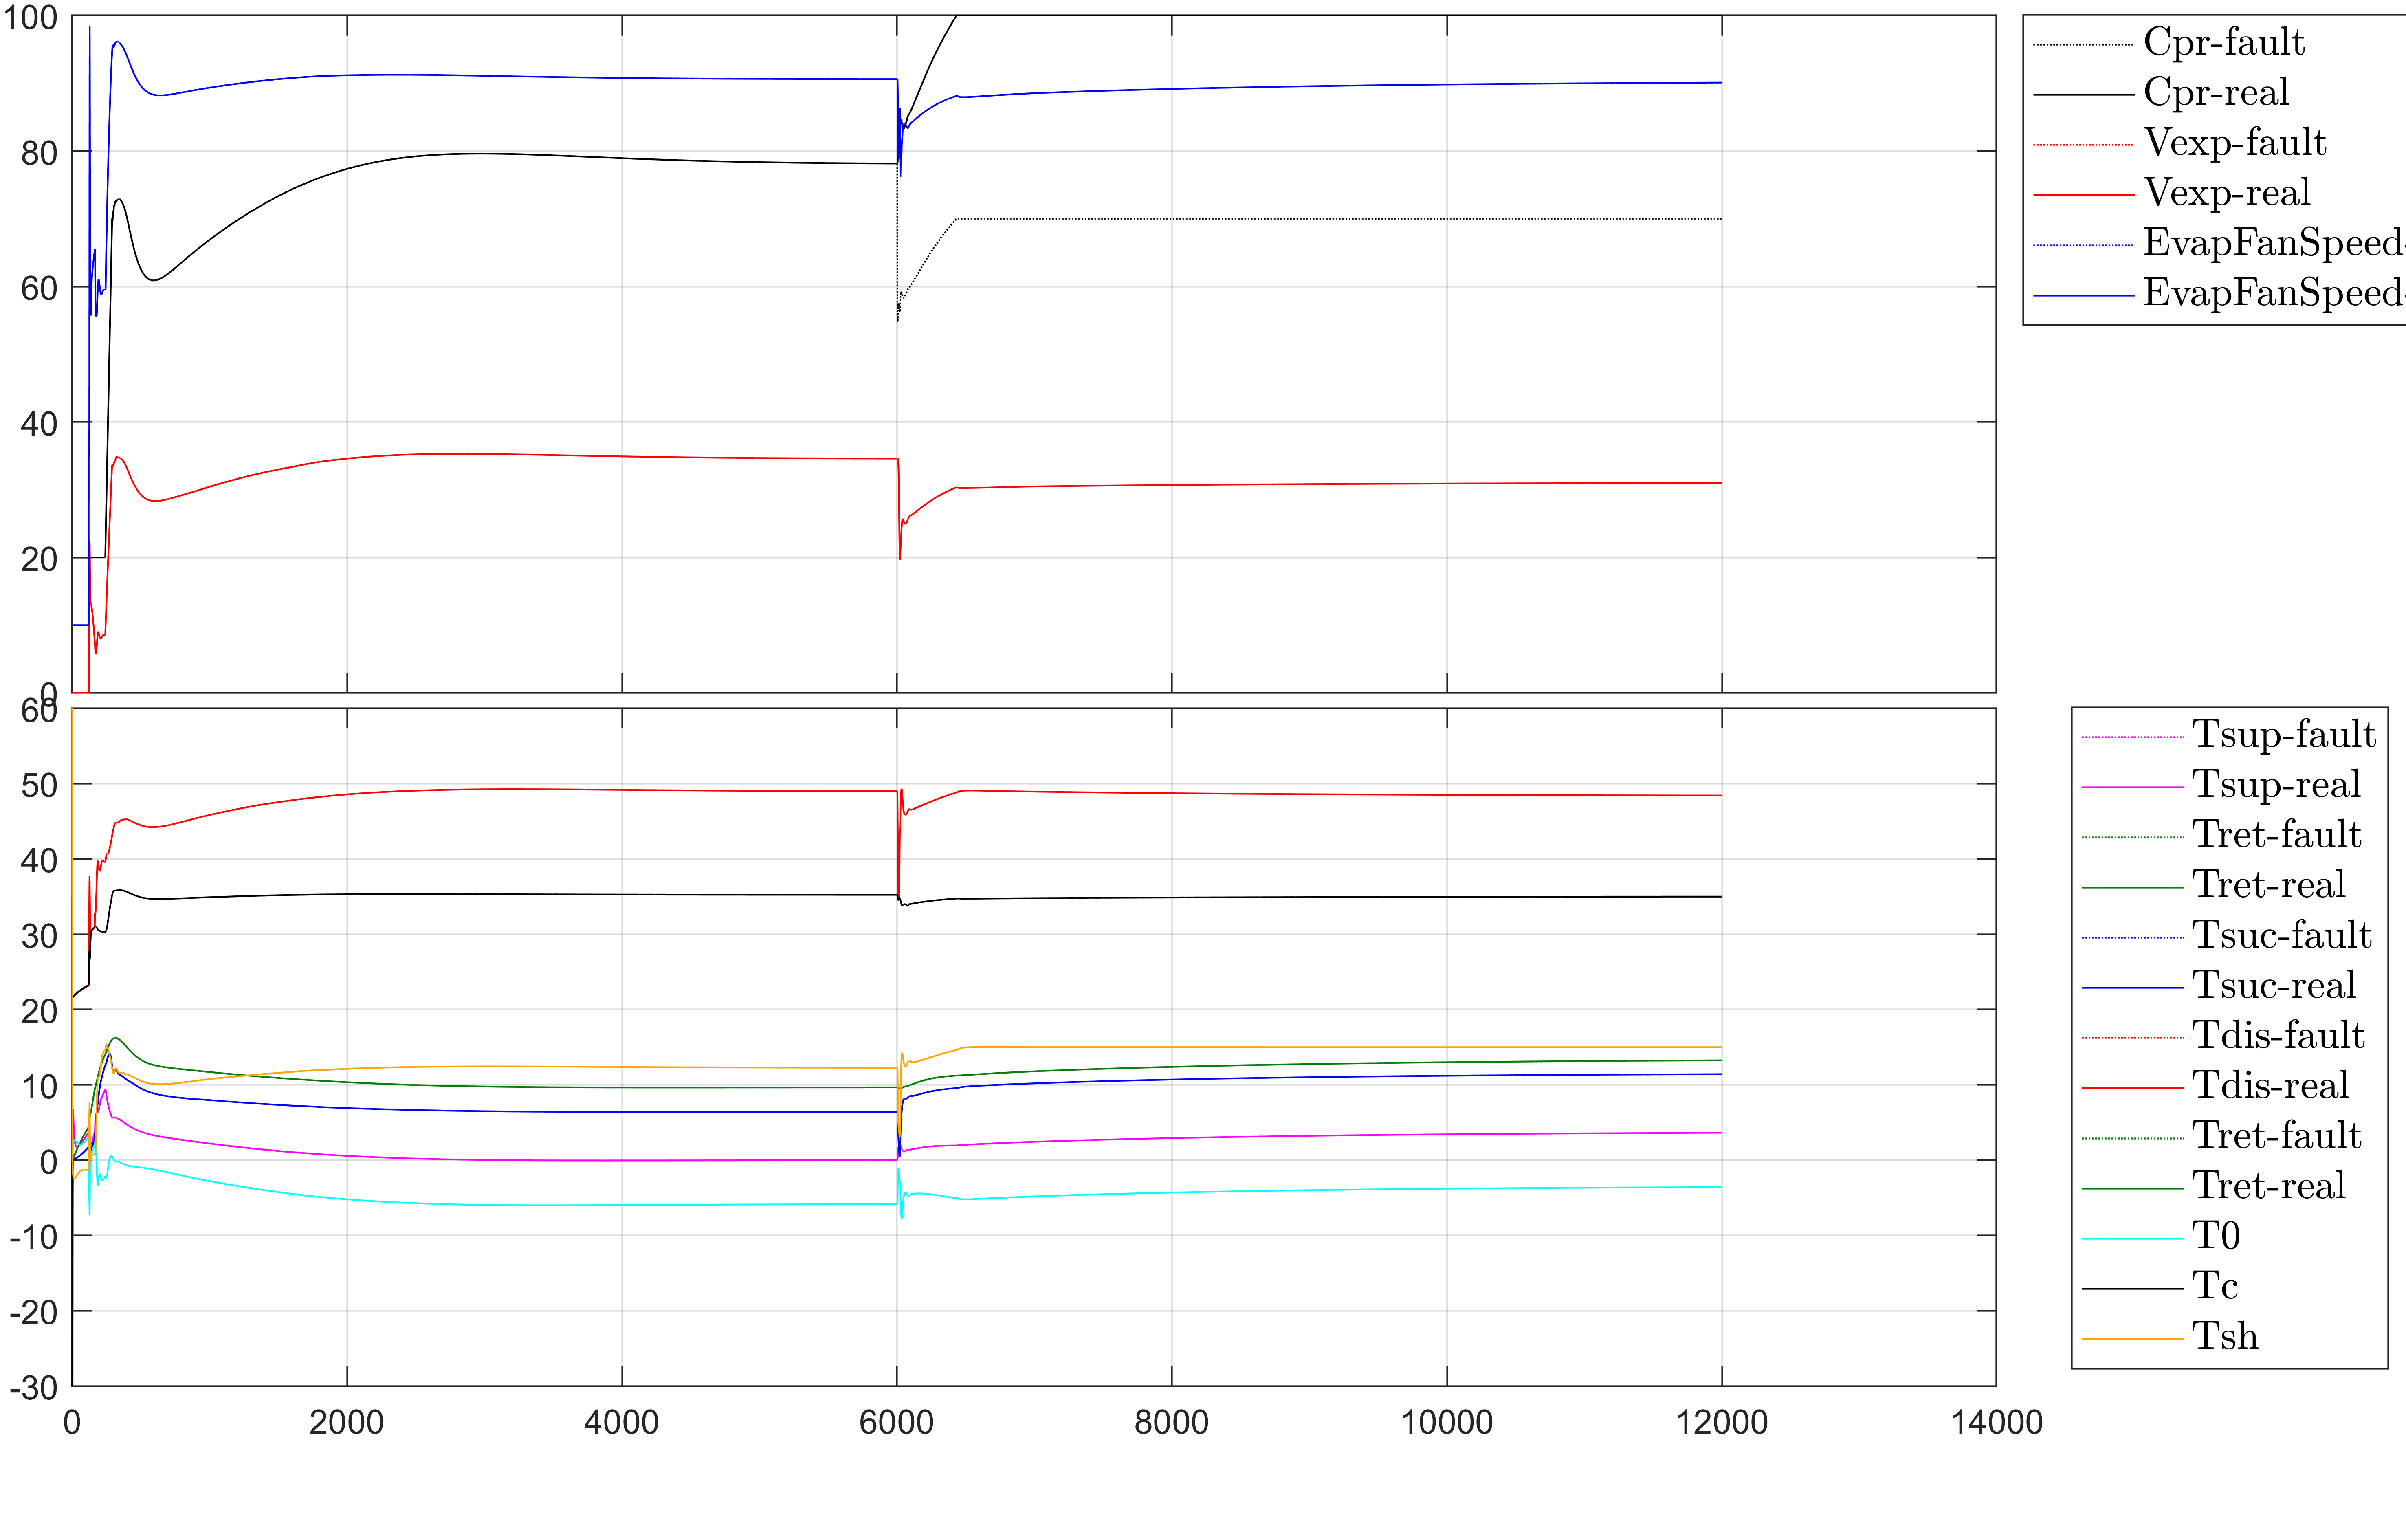 100
80
60
40
20
0
Cpr-fault
Cpr-real
Vexp-fault
Vexp-real
EvapFanSpeed-
EvapFanSpeed-
60
50
40
30
20
10
0
-10
-20
-30
0 2000 4000 6000 8000 10000 12000 14000
Tsup-fault
Tsup-real
Tret-fault
Tret-real
Tsuc-fault
Tsuc-real
Tdis-fault
Tdis-real
Tret-fault
Tret-real
T0
Tc
Tsh